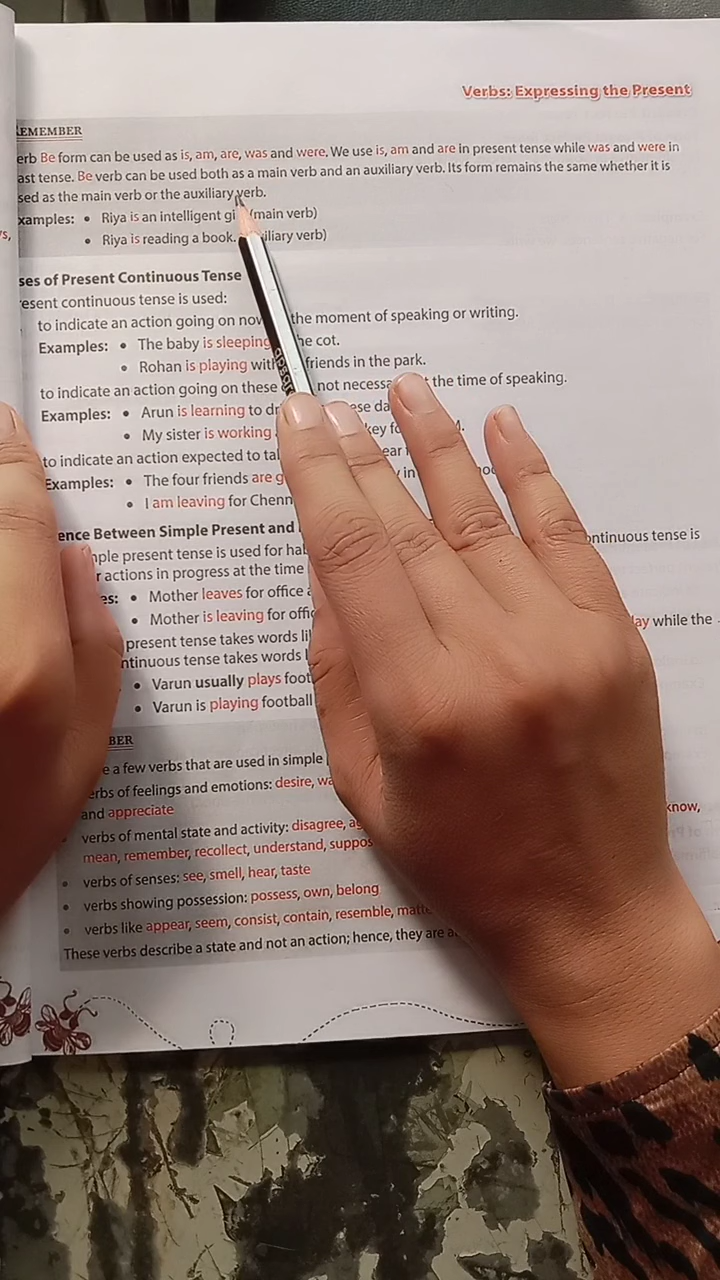 Verbs: Expressing the Present
EMEMBER
erb Be form can be used as is, am, are, was and were. We use is, am and are in present tense while was and were in
ast tense. Be verb can be used both as a main verb and an auxiliary verb. Its form remains the same whether it is
sed as the main verb or the auxiliary verb.
xamples: • Riya is an intelligent gi (main verb)
• Riya is reading a book. iliary verb)
ses of Present Continuous Tense
esent continuous tense is used:
to indicate an action going on now the moment of speaking or writing.
Examples: • The baby is sleeping he cot.
• Rohan is playing with friends in the park.
to indicate an action going on these not necessa the time of speaking.
Examples: • Arun is learning to dr ese da
• My sister is working key fo
to indicate an action expected to ta ear
Examples: • The four friends are g in
• I am leaving for Chenn
ence Between Simple Present and
mple present tense is used for hab ontinuous tense is
r actions in progress at the time
es: • Mother leaves for office
• Mother is leaving for offic ay while the
present tense takes words li
ntinuous tense takes words
• Varun usually plays foot
• Varun is playing football
BER
e a few verbs that are used in simple
erbs of feelings and emotions: desire, wa
and appreciate
verbs of mental state and activity: disagree, ag know,
mean, remember, recollect, understand, suppos
• verbs of senses: see, smell, hear, taste
• verbs showing possession: possess, own, belong
• verbs like appear, seem, consist, contain, resemble, matt
These verbs describe a state and not an action; hence, they are a
apsara